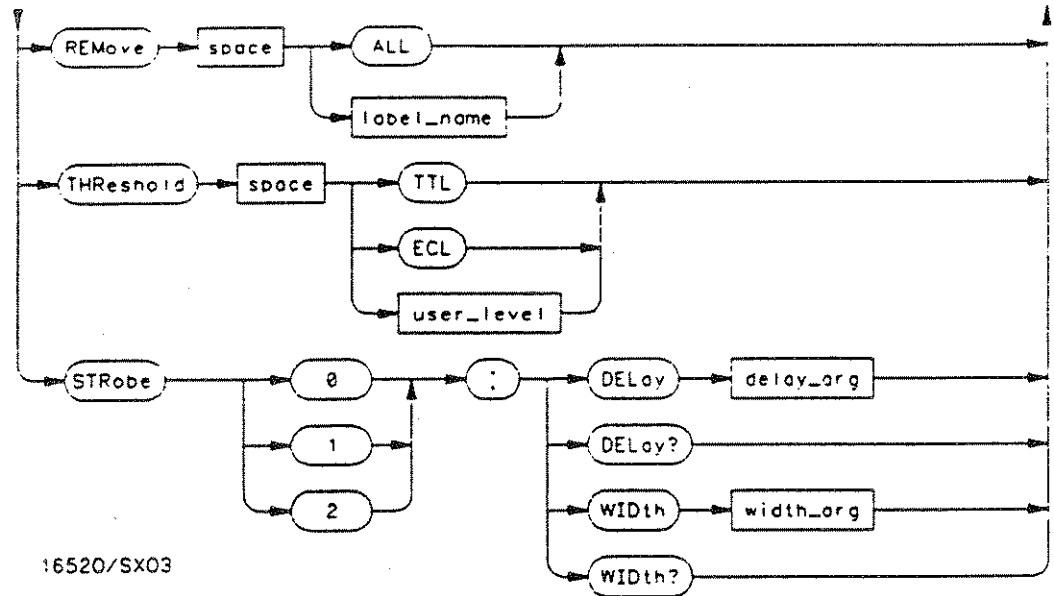 REMove space ALL
label_name
THReshold space TTL
ECL
user_level
STRobe 0 : DELay delay_arg
1 DELay?
2 WIDth width_arg
WIDth?
16520/SX03